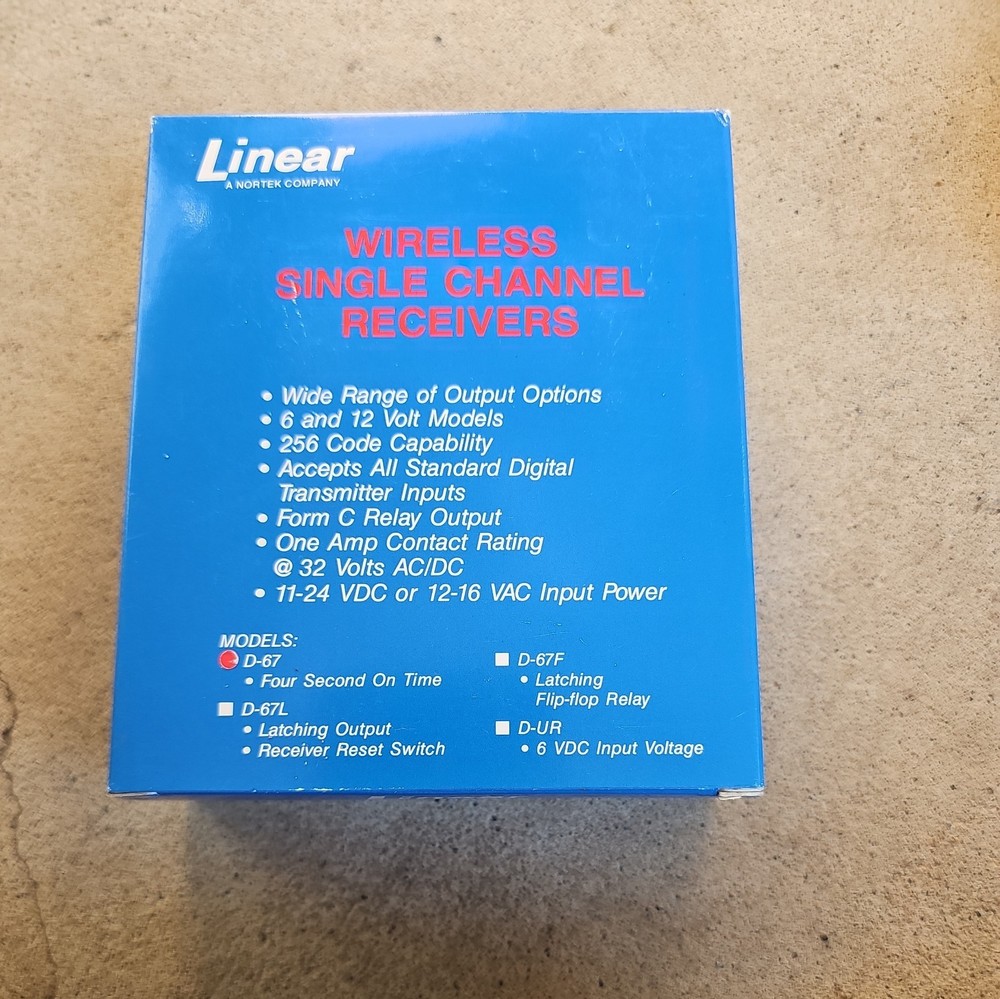 Linear
A NORTEK COMPANY
WIRELESS
SINGLE CHANNEL
RECEIVERS
• Wide Range of Output Options
• 6 and 12 Volt Models
• 256 Code Capability
• Accepts All Standard Digital
Transmitter Inputs
• Form C Relay Output
• One Amp Contact Rating
@ 32 Volts AC/DC
• 11-24 VDC or 12-16 VAC Input Power
MODELS:
D-67
• Four Second On Time
D-67L
• Latching Output
• Receiver Reset Switch
D-67F
• Latching
Flip-flop Relay
D-UR
• 6 VDC Input Voltage